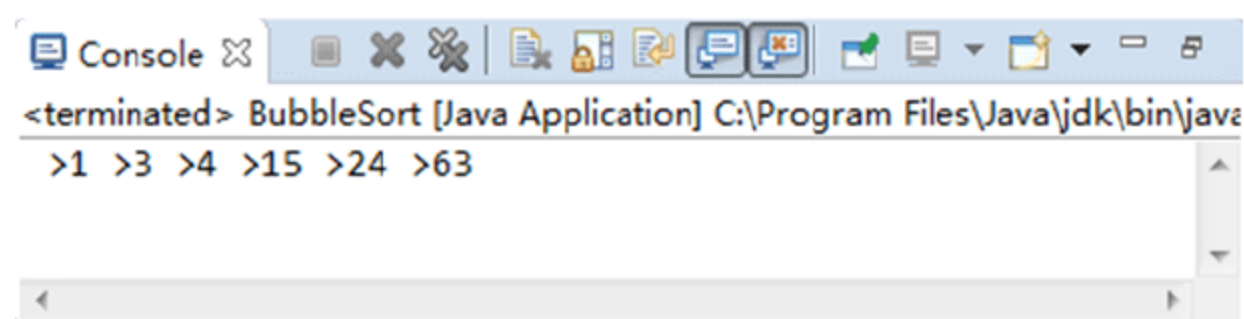 Console
<terminated> BubbleSort [Java Application] C:\Program Files\Java\jdk\bin\java
>1 >3 >4 >15 >24 >63